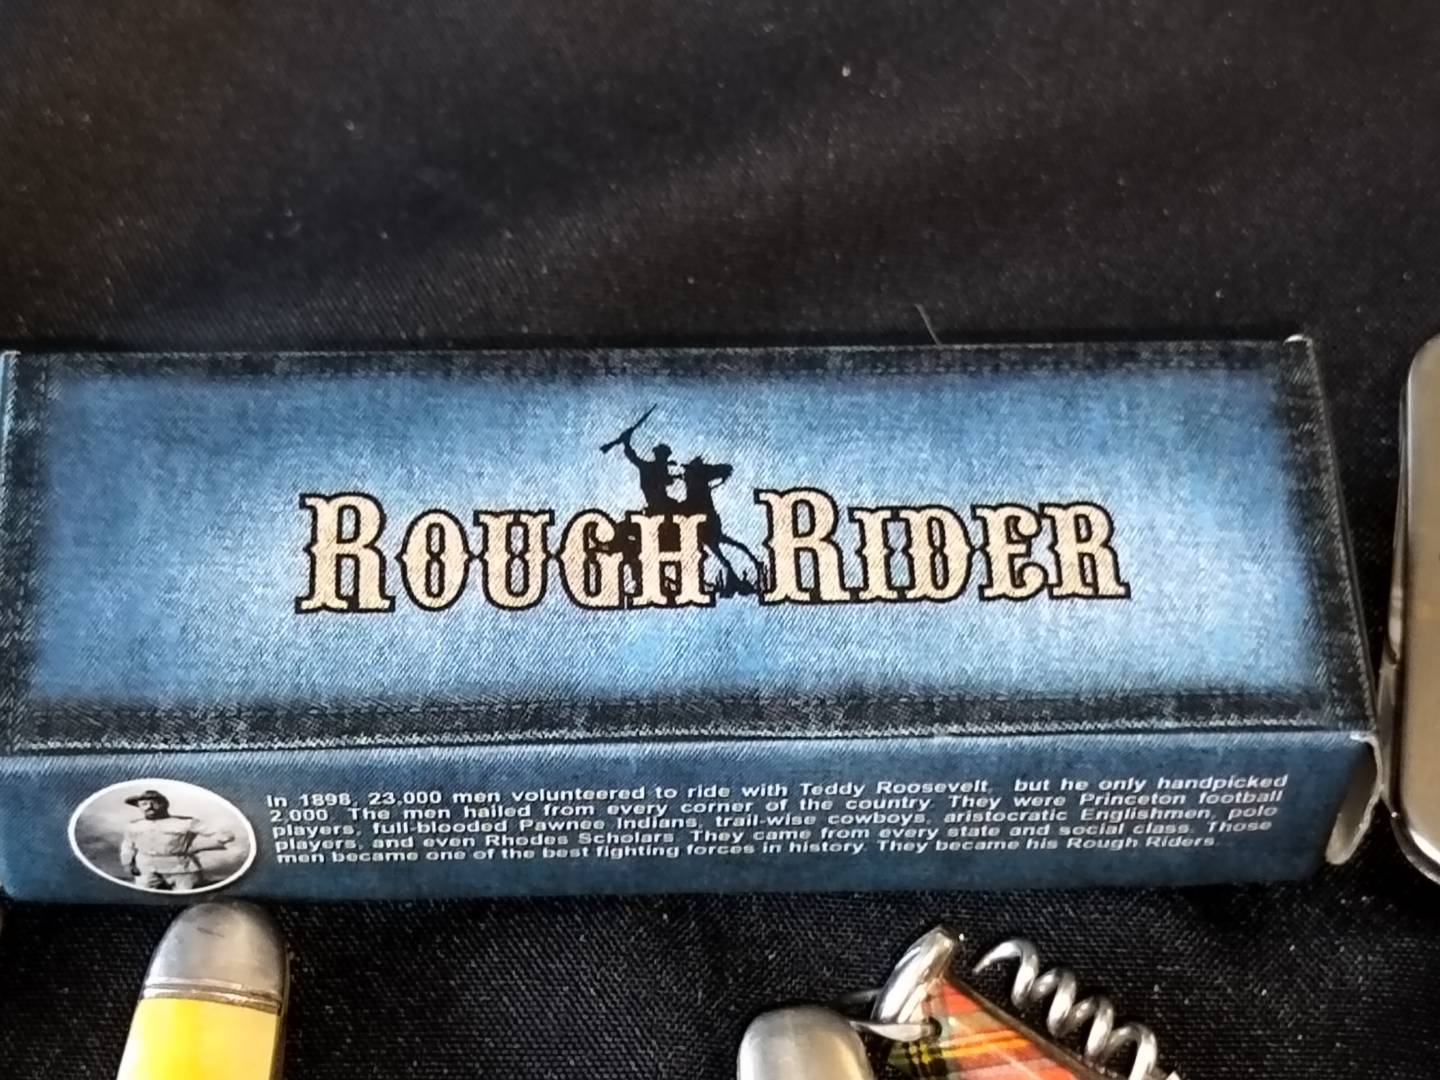 ROUGH RIDER
In 1898, 23,000 men volunteered to ride with Teddy Roosevelt, but he only handpicked
2,000. The men hailed from every corner of the country. They were Princeton football
players, full-blooded Pawnee Indians, trail-wise cowboys, aristocratic Englishmen, polo
players, and even Rhodes Scholars. They came from every state and social class. Those
men became one of the best fighting forces in history. They became his Rough Riders.